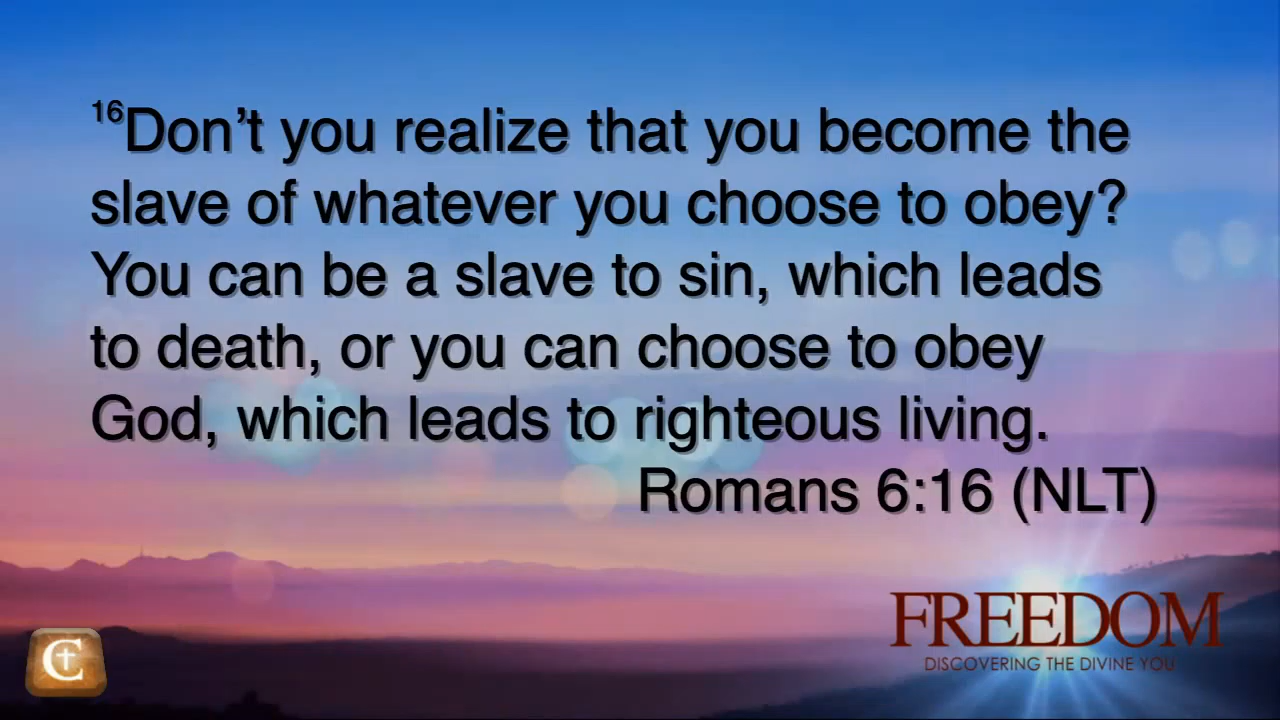 16Don’t you realize that you become the
slave of whatever you choose to obey?
You can be a slave to sin, which leads
to death, or you can choose to obey
God, which leads to righteous living.
Romans 6:16 (NLT)
FREEDOM
DISCOVERING THE DIVINE YOU
C